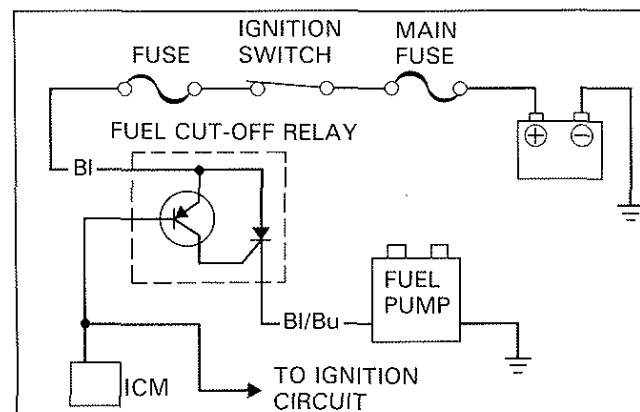 IGNITION
SWITCH
FUSE
MAIN
FUSE
FUEL CUT-OFF RELAY
Bl
+
−
FUEL
PUMP
Bl/Bu
ICM
TO IGNITION
CIRCUIT